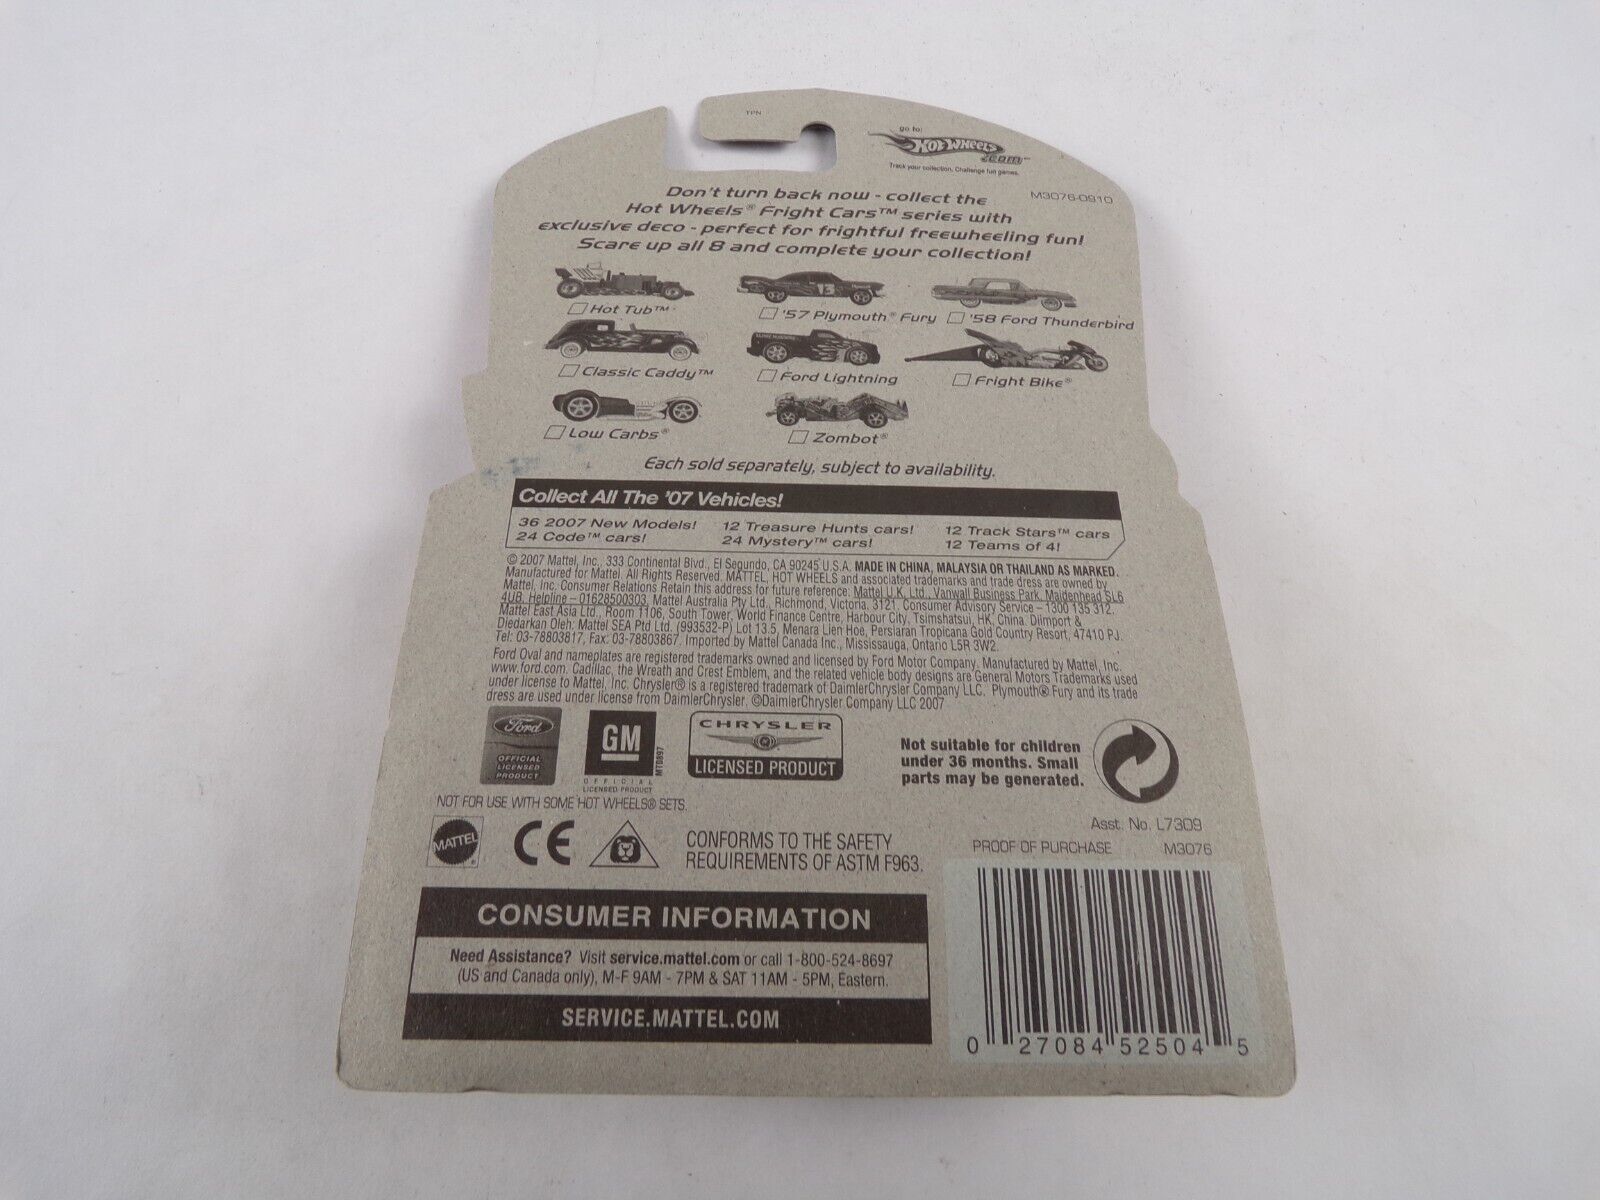 TPN
go to:
HOT WHEELS
.com™
Track your collection. Challenge fun games.
M3076-0910
Don't turn back now - collect the
Hot Wheels® Fright Cars™ series with
exclusive deco - perfect for frightful freewheeling fun!
Scare up all 8 and complete your collection!
13
Hot Tub™
'57 Plymouth® Fury
'58 Ford Thunderbird
Classic Caddy™
Ford Lightning
Fright Bike®
Low Carbs®
Zombot®
Each sold separately, subject to availability.
Collect All The '07 Vehicles!
36 2007 New Models! 12 Treasure Hunts cars! 12 Track Stars™ cars
24 Code™ cars! 24 Mystery™ cars! 12 Teams of 4!
© 2007 Mattel, Inc., 333 Continental Blvd., El Segundo, CA 90245 U.S.A. MADE IN CHINA, MALAYSIA OR THAILAND AS MARKED.
Manufactured for Mattel. All Rights Reserved. MATTEL, HOT WHEELS and associated trademarks and trade dress are owned by
Mattel, Inc. Consumer Relations Retain this address for future reference: Mattel U.K. Ltd., Vanwall Business Park, Maidenhead SL6
4UB. Helpline – 01628500303. Mattel Australia Pty Ltd., Richmond, Victoria. 3121. Consumer Advisory Service – 1300 135 312.
Mattel East Asia Ltd., Room 1106, South Tower, World Finance Centre, Harbour City, Tsimshatsui, HK, China. Diimport &
Diedarkan Oleh: Mattel SEA Ptd Ltd. (993532-P) Lot 13.5, Menara Lien Hoe, Persiaran Tropicana Gold Country Resort, 47410 PJ.
Tel: 03-78803817, Fax: 03-78803867. Imported by Mattel Canada Inc., Mississauga, Ontario L5R 3W2.
Ford Oval and nameplates are registered trademarks owned and licensed by Ford Motor Company. Manufactured by Mattel, Inc.
www.ford.com. Cadillac, the Wreath and Crest Emblem, and the related vehicle body designs are General Motors Trademarks used
under license to Mattel, Inc. Chrysler® is a registered trademark of DaimlerChrysler Company LLC. Plymouth® Fury and its trade
dress are used under license from DaimlerChrysler. ©DaimlerChrysler Company LLC 2007
Ford
OFFICIAL
LICENSED
PRODUCT
GM
OFFICIAL
LICENSED PRODUCT
MT0897
CHRYSLER
LICENSED PRODUCT
Not suitable for children
under 36 months. Small
parts may be generated.
NOT FOR USE WITH SOME HOT WHEELS® SETS.
MATTEL
CE
CONFORMS TO THE SAFETY
REQUIREMENTS OF ASTM F963.
Asst. No. L7309
PROOF OF PURCHASE M3076
CONSUMER INFORMATION
Need Assistance? Visit service.mattel.com or call 1-800-524-8697
(US and Canada only), M-F 9AM - 7PM & SAT 11AM - 5PM, Eastern.
SERVICE.MATTEL.COM
0 27084 52504 5